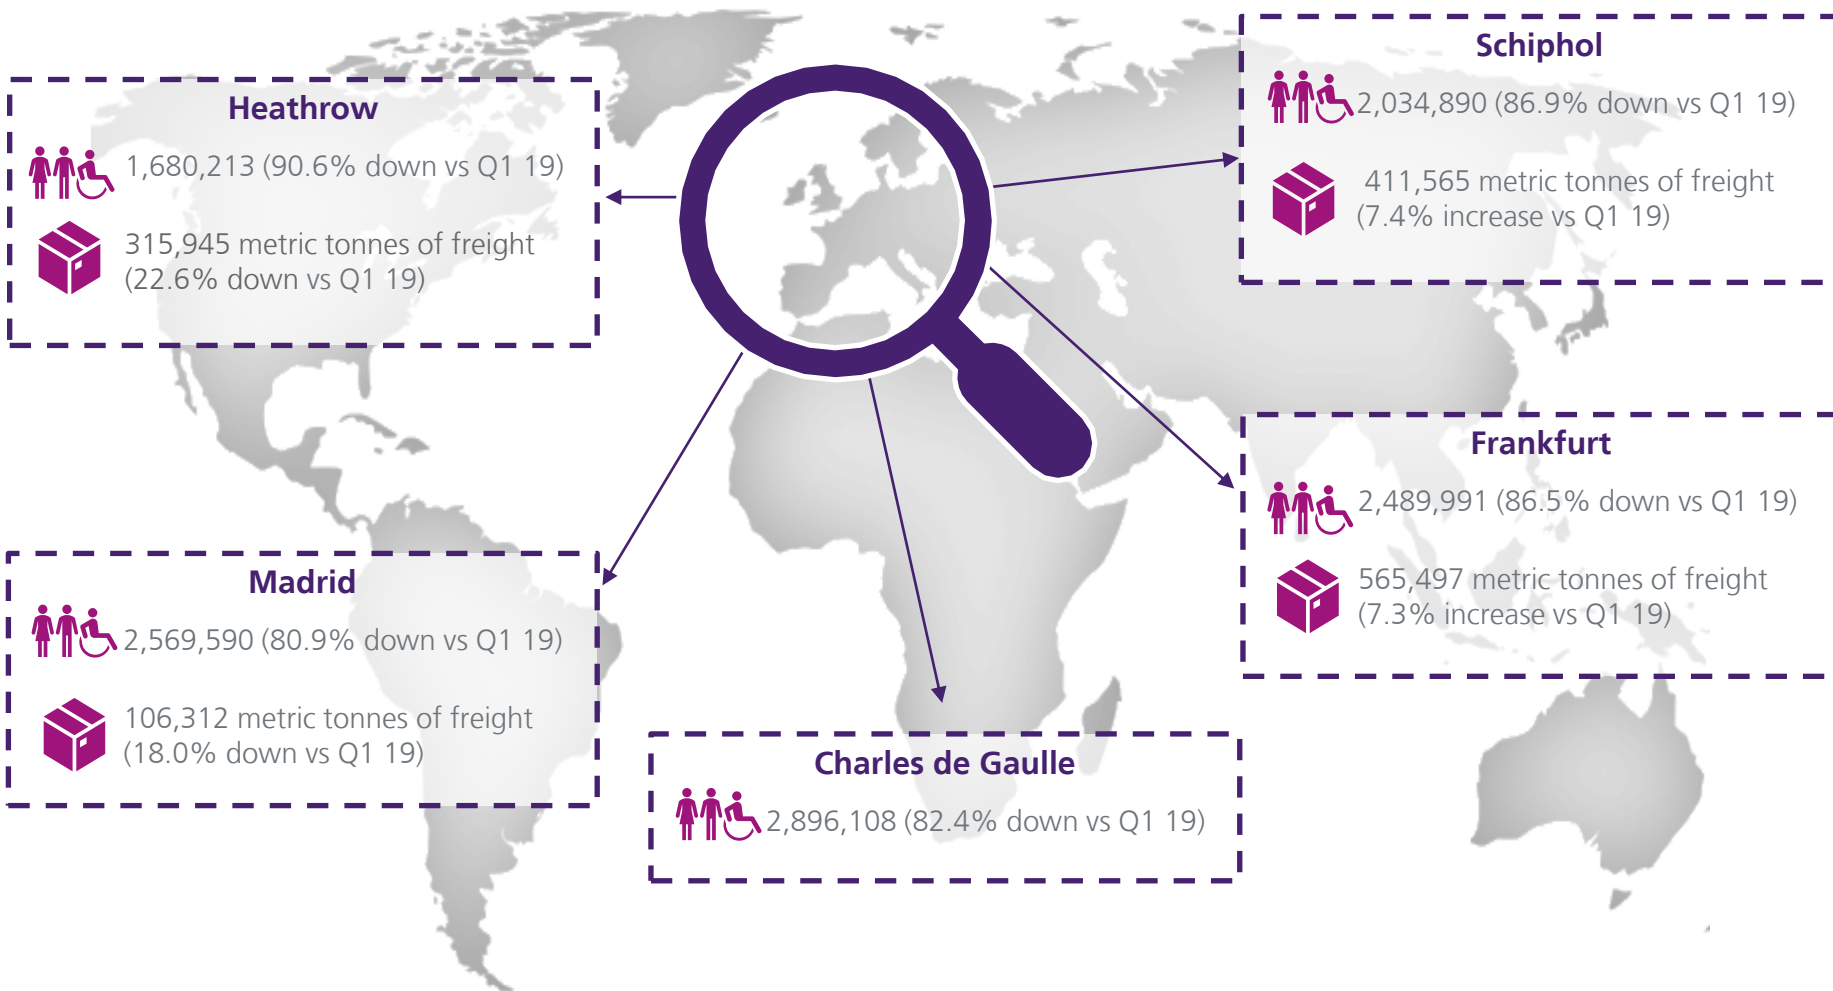 Heathrow
1,680,213 (90.6% down vs Q1 19)
315,945 metric tonnes of freight
(22.6% down vs Q1 19)
Schiphol
2,034,890 (86.9% down vs Q1 19)
411,565 metric tonnes of freight
(7.4% increase vs Q1 19)
Frankfurt
2,489,991 (86.5% down vs Q1 19)
565,497 metric tonnes of freight
(7.3% increase vs Q1 19)
Madrid
2,569,590 (80.9% down vs Q1 19)
106,312 metric tonnes of freight
(18.0% down vs Q1 19)
Charles de Gaulle
2,896,108 (82.4% down vs Q1 19)